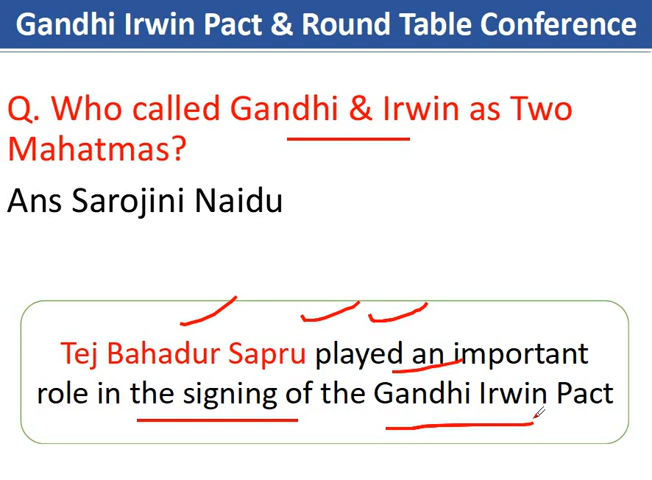 Gandhi Irwin Pact & Round Table Conference
Q. Who called Gandhi & Irwin as Two
Mahatmas?
Ans Sarojini Naidu
Tej Bahadur Sapru played an important
role in the signing of the Gandhi Irwin Pact